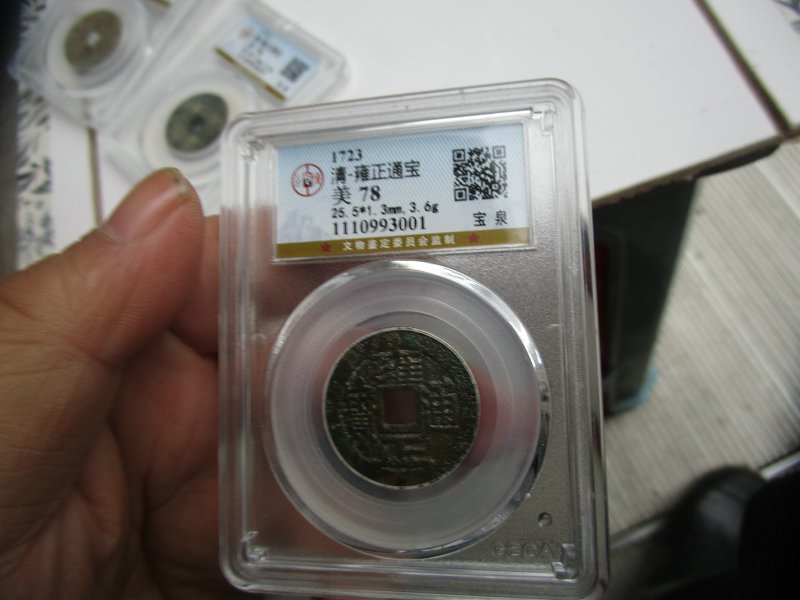 1723
清·雍正通宝
美 78
25.5*1.3mm,3.6g 宝 泉
1110993001
★ 文物鉴定委员会监制 ★